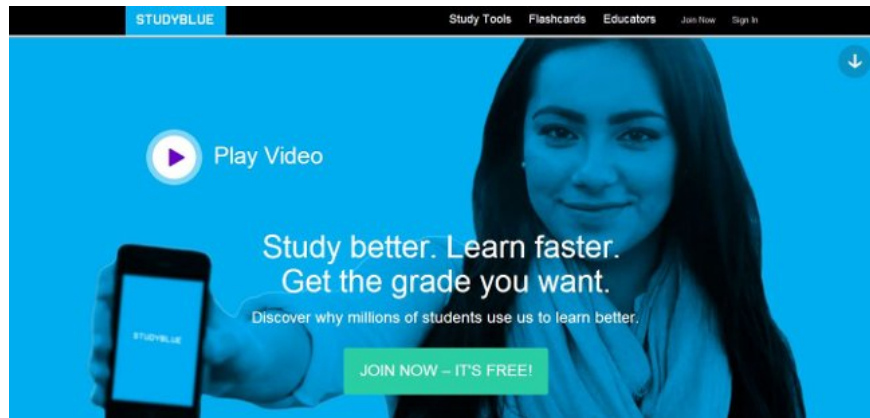 STUDYBLUE
Study Tools Flashcards Educators Join Now Sign In
Play Video
Study better. Learn faster.
Get the grade you want.
Discover why millions of students use us to learn better.
STUDYBLUE
JOIN NOW – IT'S FREE!